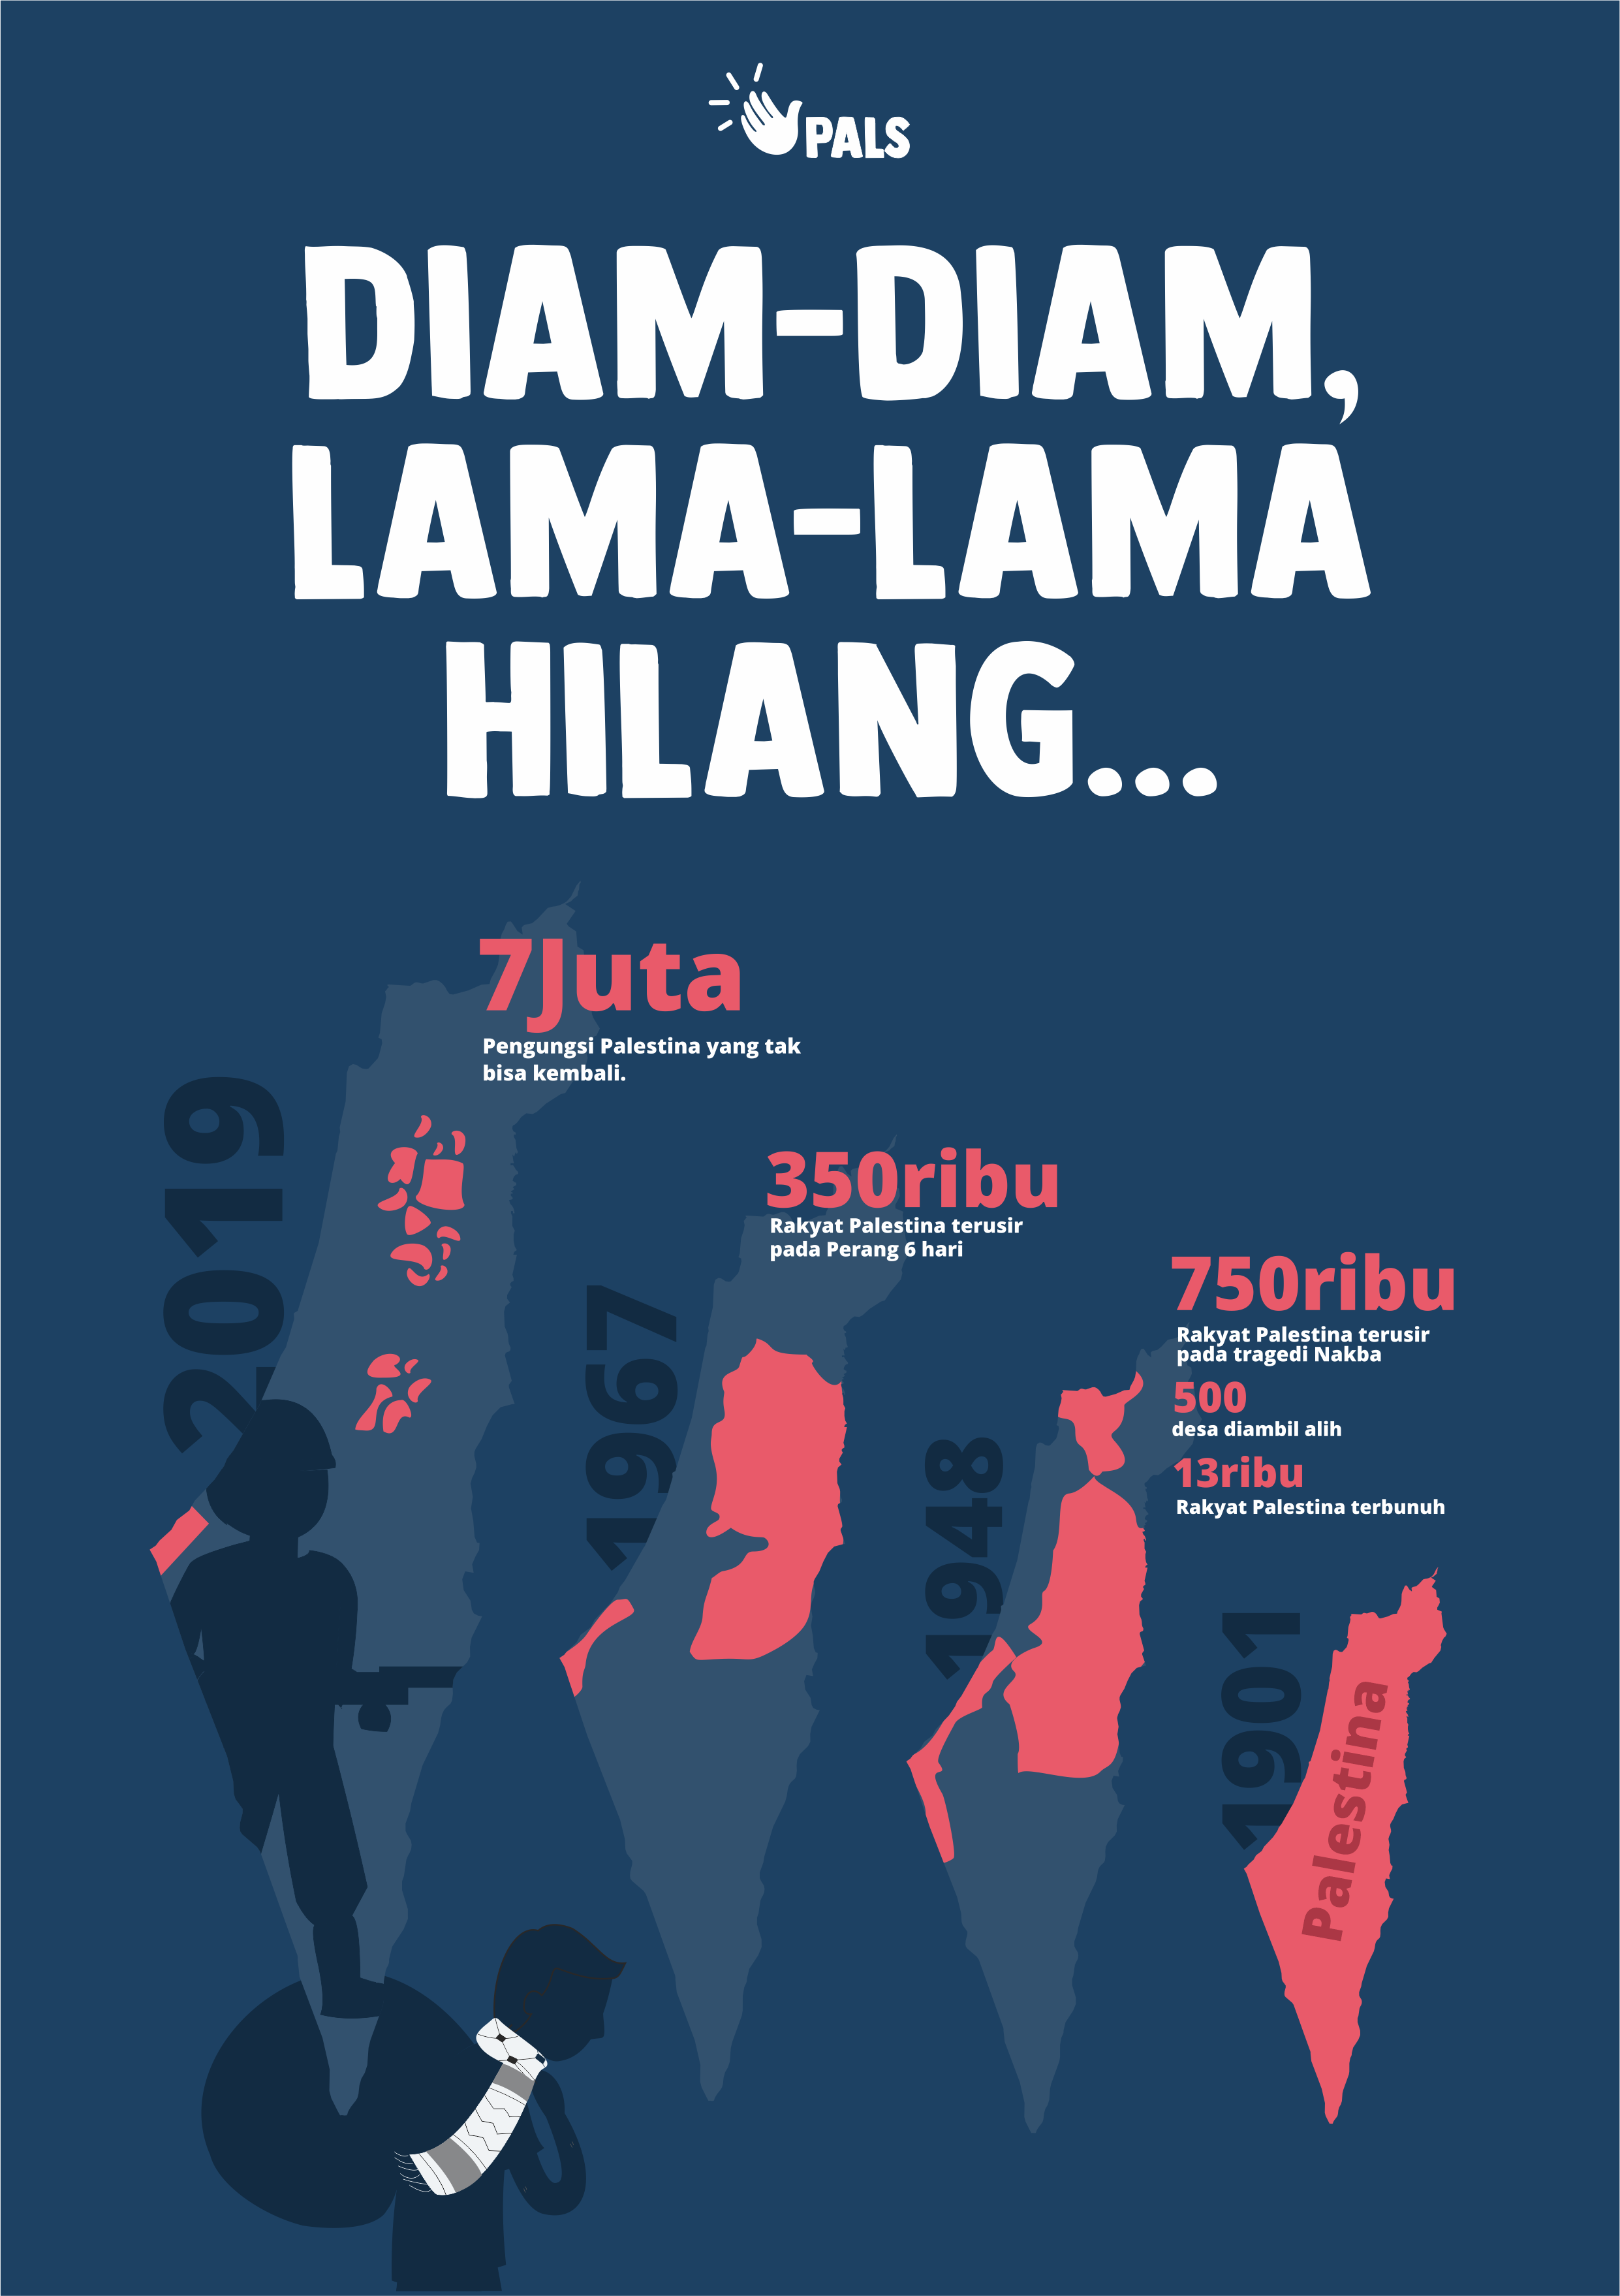 PALS
DIAM-DIAM,
LAMA-LAMA
HILANG...
2019
7Juta
Pengungsi Palestina yang tak
bisa kembali.
1967
350ribu
Rakyat Palestina terusir
pada Perang 6 hari
1948
750ribu
Rakyat Palestina terusir
pada tragedi Nakba
500
desa diambil alih
13ribu
Rakyat Palestina terbunuh
1901
Palestina